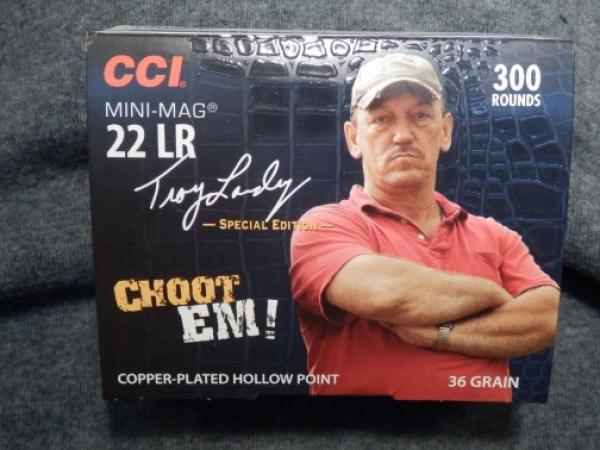 CCI®
MINI-MAG®
22 LR
300
ROUNDS
Troy Landry
— SPECIAL EDITION —
CHOOT
EM!
COPPER-PLATED HOLLOW POINT
36 GRAIN